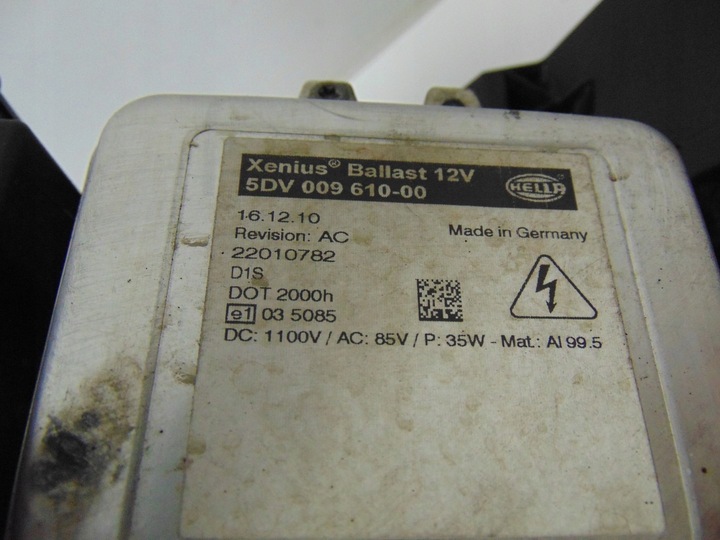 Xenius® Ballast 12V
5DV 009 610-00
HELLA
16.12.10
Revision: AC
Made in Germany
22010782
D1S
DOT 2000h
e1 03 5085
DC: 1100V / AC: 85V / P: 35W - Mat.: Al 99.5